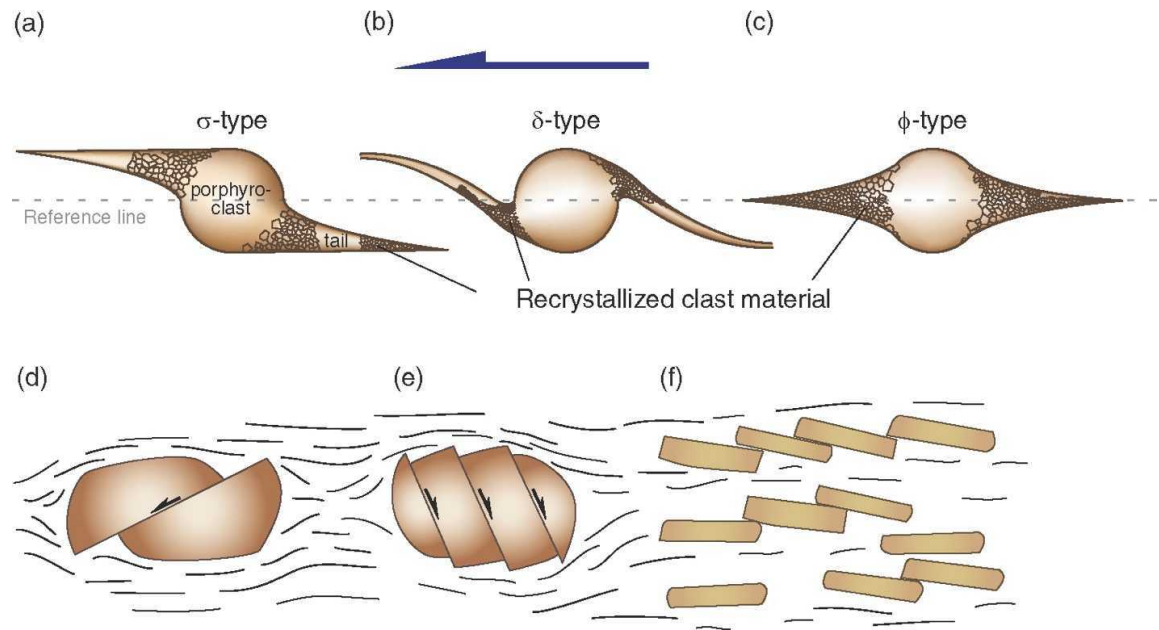 (a)
(b)
(c)
σ-type
δ-type
ϕ-type
porphyro-
clast
Reference line
tail
Recrystallized clast material
(d)
(e)
(f)